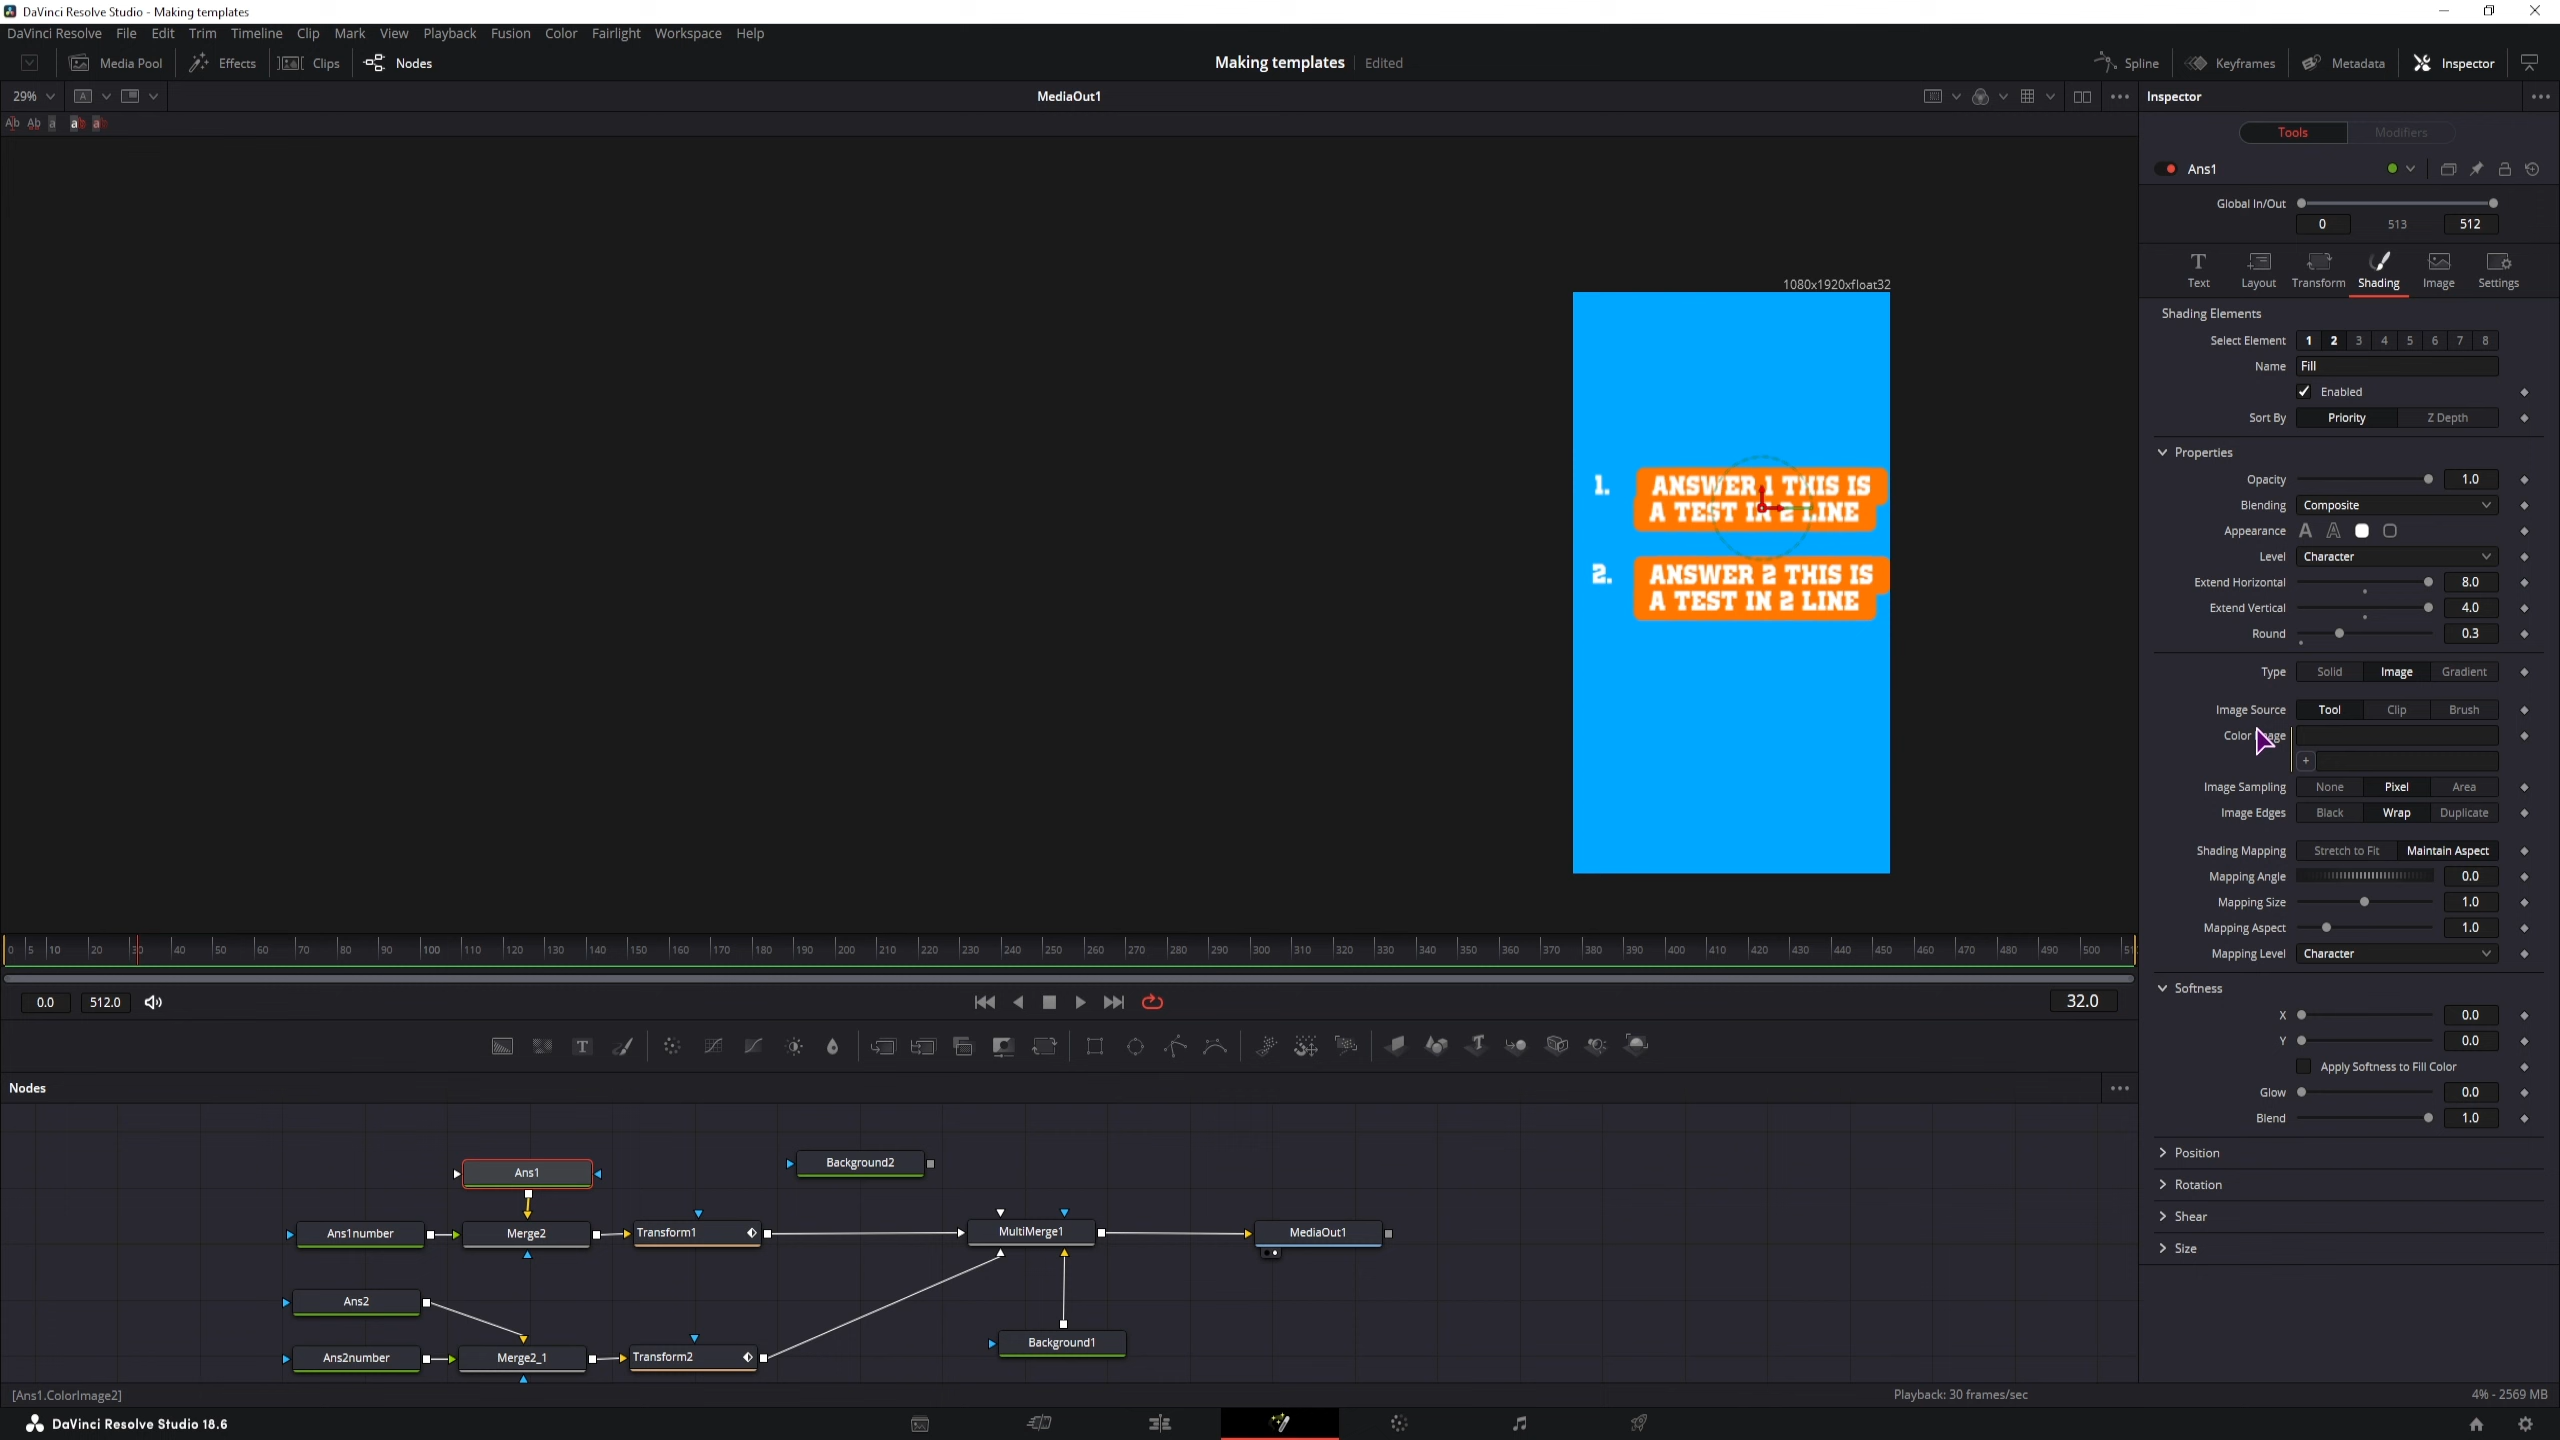 DaVinci Resolve Studio - Making templates
DaVinci Resolve File Edit Trim Timeline Clip Mark View Playback Fusion Color Fairlight Workspace Help
Media Pool Effects Clips Nodes Making templates Edited Spline Keyframes Metadata Inspector
29% MediaOut1 Inspector
Tools Modifiers
Ans1
Global In/Out
0 513 512
Text Layout Transform Shading Image Settings
1080x1920xfloat32
Shading Elements
Select Element 1 2 3 4 5 6 7 8
Name Fill
Enabled
Sort By Priority Z Depth
Properties
Opacity 1.0
Blending Composite
Appearance
Level Character
Extend Horizontal 8.0
Extend Vertical 4.0
Round 0.3
1. ANSWER 1 THIS IS
A TEST IN 2 LINE
2. ANSWER 2 THIS IS
A TEST IN 2 LINE
Type Solid Image Gradient
Image Source Tool Clip Brush
Color
Image Sampling None Pixel Area
Image Edges Black Wrap Duplicate
Shading Mapping Stretch to Fit Maintain Aspect
Mapping Angle 0.0
Mapping Size 1.0
Mapping Aspect 1.0
Mapping Level Character
Softness
X 0.0
Y 0.0
Apply Softness to Fill Color
Glow 0.0
Blend 1.0
Position
Rotation
Shear
Size
0 5 10 20 30 40 50 60 70 80 90 100 110 120 130 140 150 160 170 180 190 200 210 220 230 240 250 260 270 280 290 300 310 320 330 340 350 360 370 380 390 400 410 420 430 440 450 460 470 480 490 500
0.0 512.0 32.0
Nodes
Ans1 Background2
Ans1number Merge2 Transform1 MultiMerge1 MediaOut1
Ans2
Background1
Ans2number Merge2_1 Transform2
[Ans1.ColorImage2] Playback: 30 frames/sec 4% - 2569 MB
DaVinci Resolve Studio 18.6